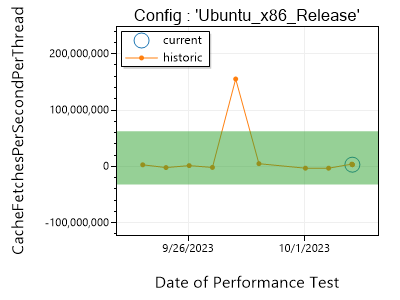 Config : 'Ubuntu_x86_Release'
CacheFetchesPerSecondPerThread
current
historic
200,000,000
100,000,000
0
-100,000,000
9/26/2023
10/1/2023
Date of Performance Test